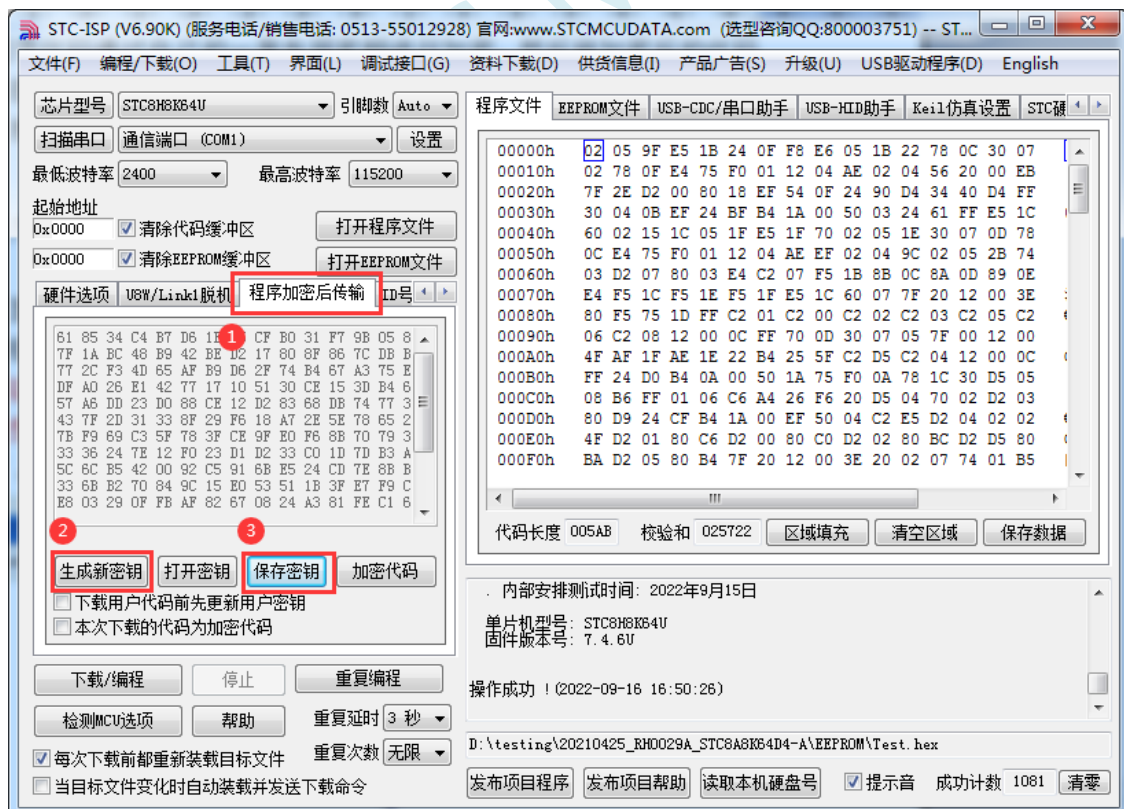 STC-ISP (V6.90K) (服务电话/销售电话: 0513-55012928) 官网:www.STCMCUDATA.com (选型咨询QQ:800003751) -- ST...
文件(F) 编程/下载(O) 工具(T) 界面(L) 调试接口(G) 资料下载(D) 供货信息(I) 产品广告(S) 升级(U) USB驱动程序(D) English
芯片型号 STC8H8K64U 引脚数 Auto
扫描串口 通信端口 (COM1) 设置
最低波特率 2400 最高波特率 115200
起始地址
0x0000 清除代码缓冲区 打开程序文件
0x0000 清除EEPROM缓冲区 打开EEPROM文件
硬件选项 U8W/Link1脱机 程序加密后传输 ID号
1
61 85 34 C4 B7 D6 CF B0 31 F7 9B 05 8
7F 1A BC 48 B9 42 BE D2 17 80 8F 86 7C DB B
77 2C F3 4D 65 AF B9 D6 2F 74 B4 67 A3 75 E
DF A0 26 E1 42 77 17 10 51 30 CE 15 3D B4 6
57 A6 DD 23 D0 88 CE 12 D2 83 68 DB 74 77 3
43 7F 2D 31 33 8F 29 F6 18 A7 2E 5E 78 65 2
7B F9 69 C3 5F 78 3F CE 9F E0 F6 8B 70 79 3
33 36 24 7E 12 F0 23 D1 D2 33 C0 1D 7D B3 A
5C 6C B5 42 00 92 C5 91 6B E5 24 CD 7E 8B B
33 6B B2 70 84 9C 15 E0 53 51 1B 3F E7 F9 C
E8 03 29 0F FB AF 82 67 08 24 A3 81 FE C1 6
2 3
生成新密钥 打开密钥 保存密钥 加密代码
下载用户代码前先更新用户密钥
本次下载的代码为加密代码
下载/编程 停止 重复编程
检测MCU选项 帮助 重复延时 3 秒
每次下载前都重新装载目标文件 重复次数 无限
当目标文件变化时自动装载并发送下载命令
程序文件 EEPROM文件 USB-CDC/串口助手 USB-HID助手 Keil仿真设置 STC硬
00000h 02 05 9F E5 1B 24 0F F8 E6 05 1B 22 78 0C 30 07
00010h 02 78 0F E4 75 F0 01 12 04 AE 02 04 56 20 00 EB
00020h 7F 2E D2 00 80 18 EF 54 0F 24 90 D4 34 40 D4 FF
00030h 30 04 0B EF 24 BF B4 1A 00 50 03 24 61 FF E5 1C
00040h 60 02 15 1C 05 1F E5 1F 70 02 05 1E 30 07 0D 78
00050h 0C E4 75 F0 01 12 04 AE EF 02 04 9C 02 05 2B 74
00060h 03 D2 07 80 03 E4 C2 07 F5 1B 8B 0C 8A 0D 89 0E
00070h E4 F5 1C F5 1E F5 1F E5 1C 60 07 7F 20 12 00 3E
00080h 80 F5 75 1D FF C2 01 C2 00 C2 02 C2 03 C2 05 C2
00090h 06 C2 08 12 00 0C FF 70 0D 30 07 05 7F 00 12 00
000A0h 4F AF 1F AE 1E 22 B4 25 5F C2 D5 C2 04 12 00 0C
000B0h FF 24 D0 B4 0A 00 50 1A 75 F0 0A 78 1C 30 D5 05
000C0h 08 B6 FF 01 06 C6 A4 26 F6 20 D5 04 70 02 D2 03
000D0h 80 D9 24 CF B4 1A 00 EF 50 04 C2 E5 D2 04 02 02
000E0h 4F D2 01 80 C6 D2 00 80 C0 D2 02 80 BC D2 D5 80
000F0h BA D2 05 80 B4 7F 20 12 00 3E 20 02 07 74 01 B5
代码长度 005AB 校验和 025722 区域填充 清空区域 保存数据
. 内部安排测试时间: 2022年9月15日
单片机型号: STC8H8K64U
固件版本号: 7.4.6U
操作成功 !(2022-09-16 16:50:26)
D:\testing\20210425_RH0029A_STC8A8K64D4-A\EEPROM\Test.hex
发布项目程序 发布项目帮助 读取本机硬盘号 提示音 成功计数 1081 清零